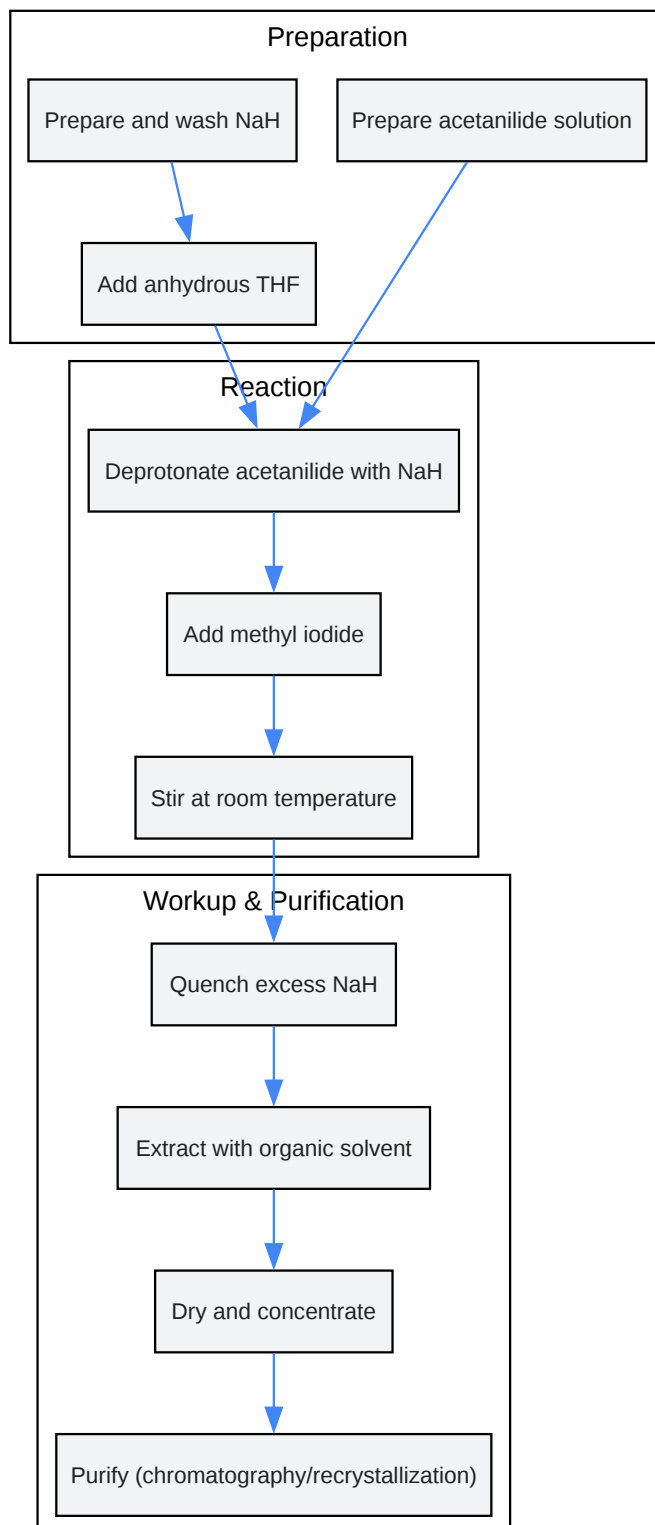 Preparation
Prepare and wash NaH
Prepare acetanilide solution
Add anhydrous THF
Reaction
Deprotonate acetanilide with NaH
Add methyl iodide
Stir at room temperature
Workup & Purification
Quench excess NaH
Extract with organic solvent
Dry and concentrate
Purify (chromatography/recrystallization)